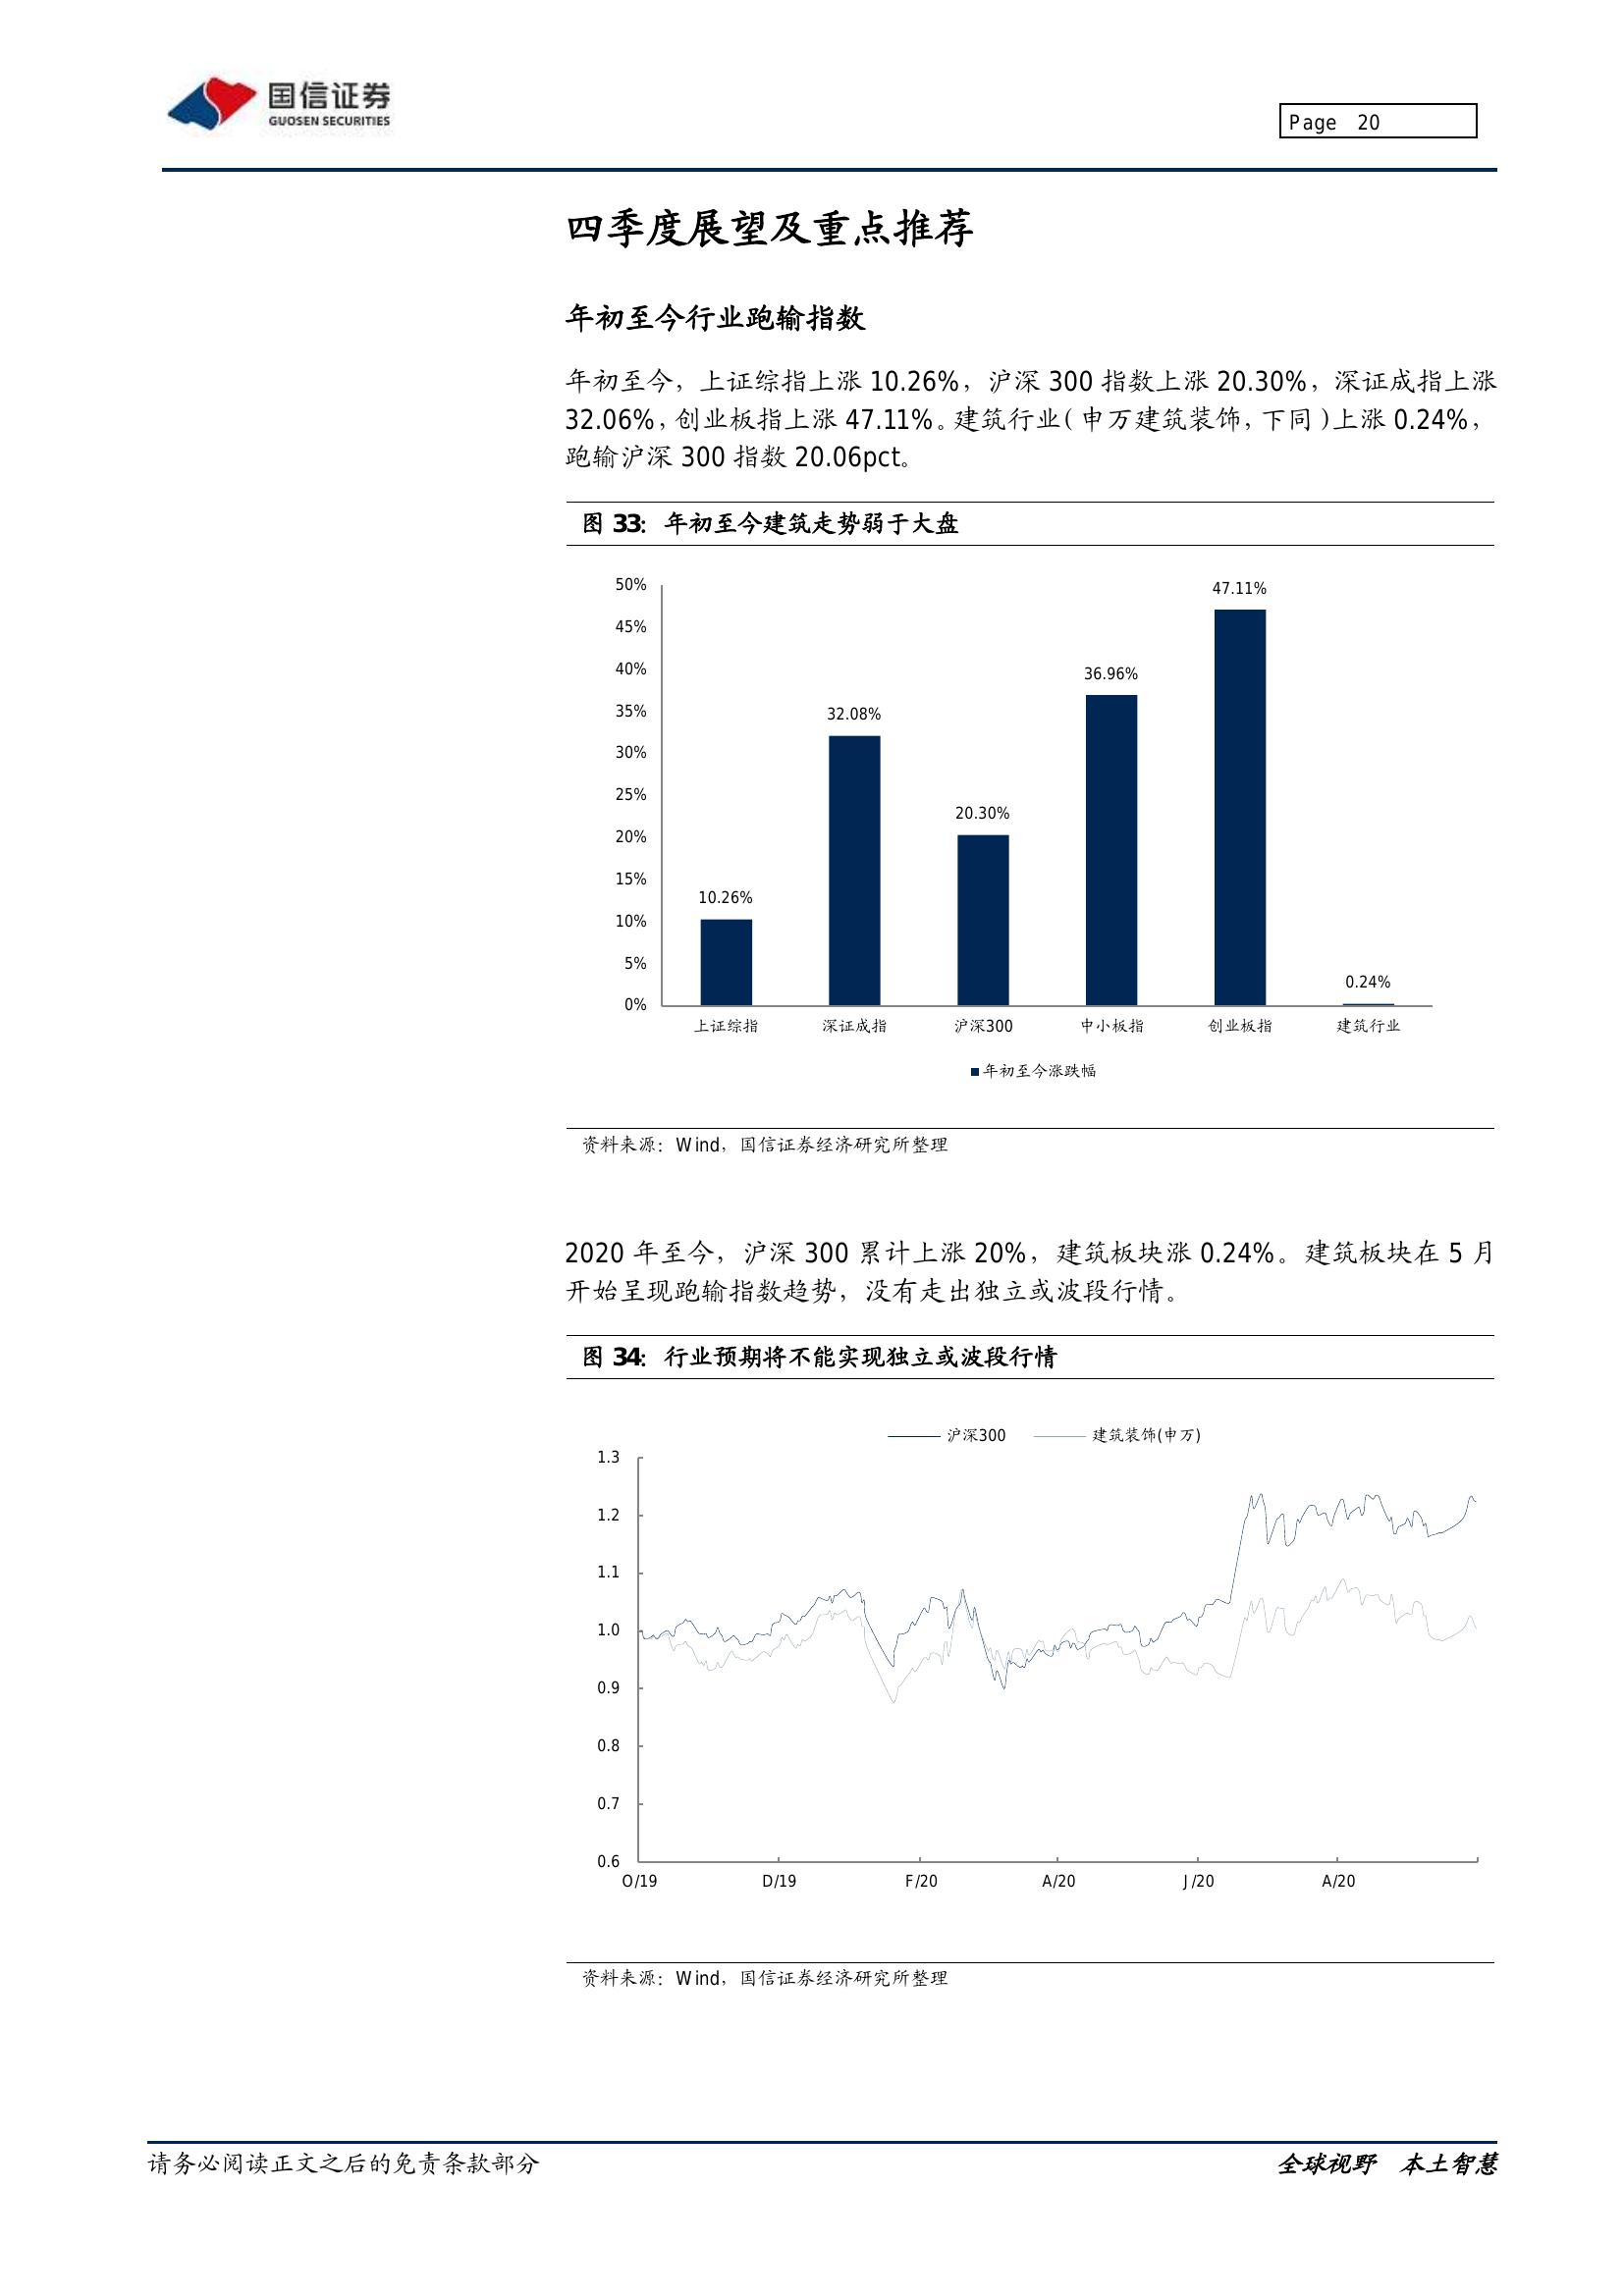 国信证券
GUOSEN SECURITIES
Page 20
四季度展望及重点推荐
年初至今行业跑输指数
年初至今，上证综指上涨 10.26%，沪深 300 指数上涨 20.30%，深证成指上涨
32.06%，创业板指上涨 47.11%。建筑行业（申万建筑装饰，下同）上涨 0.24%，
跑输沪深 300 指数 20.06pct。
图 33：年初至今建筑走势弱于大盘
50%
45%
40%
35%
30%
25%
20%
15%
10%
5%
0%
10.26%
32.08%
20.30%
36.96%
47.11%
0.24%
上证综指 深证成指 沪深300 中小板指 创业板指 建筑行业
年初至今涨跌幅
资料来源：Wind，国信证券经济研究所整理
2020 年至今，沪深 300 累计上涨 20%，建筑板块涨 0.24%。建筑板块在 5 月
开始呈现跑输指数趋势，没有走出独立或波段行情。
图 34：行业预期将不能实现独立或波段行情
沪深300 建筑装饰(申万)
1.3
1.2
1.1
1.0
0.9
0.8
0.7
0.6
O/19 D/19 F/20 A/20 J/20 A/20
资料来源：Wind，国信证券经济研究所整理
请务必阅读正文之后的免责条款部分
全球视野 本土智慧